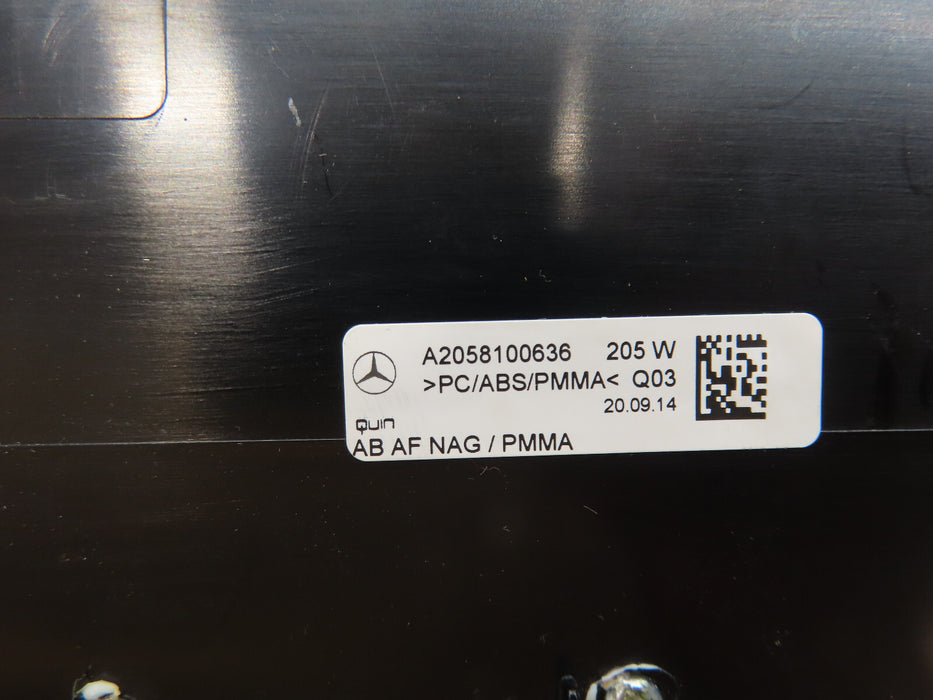 A2058100636 205 W
>PC/ABS/PMMA< Q03
20.09.14
QUIN
AB AF NAG / PMMA